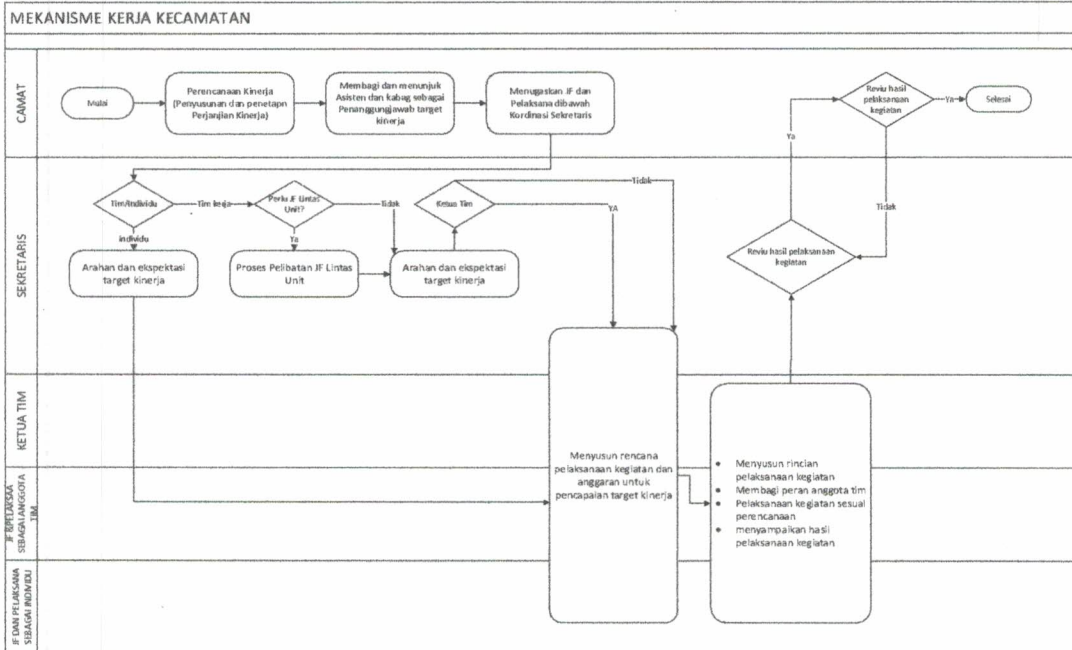 MEKANISME KERJA KECAMATAN
CAMAT
Mulai
Perencanaan Kinerja
(Penyusunan dan penetapn
Perjanjian Kinerja)
Membagi dan menunjuk
Asisten dan kabag sebagai
Penanggungjawab target
kinerja
Menugaskan JF dan
Pelaksana dibawah
Kordinasi Sekretaris
Reviu hasil
pelaksanaan
kegiatan
Ya
Selesai
Ya
Tidak
SEKRETARIS
Tim/Individu
Tim kerja
Perlu JF Lintas
Unit?
Tidak
Ketua Tim
Tidak
YA
individu
Ya
Arahan dan ekspektasi
target kinerja
Proses Pelibatan JF Lintas
Unit
Arahan dan ekspektasi
target kinerja
Reviu hasil pelaksanaan
kegiatan
KETUA TIM
JF &PELAKSAA
SEBAGAI ANGGOTA
TIM
JF DAN PELAKSANA
SEBAGAI INDIVIDU
Menyusun rencana
pelaksanaan kegiatan dan
anggaran untuk
pencapaian target kinerja
• Menyusun rincian
pelaksanaan kegiatan
• Membagi peran anggota tim
• Pelaksanaan kegiatan sesuai
perencanaan
• menyampaikan hasil
pelaksanaan kegiatan